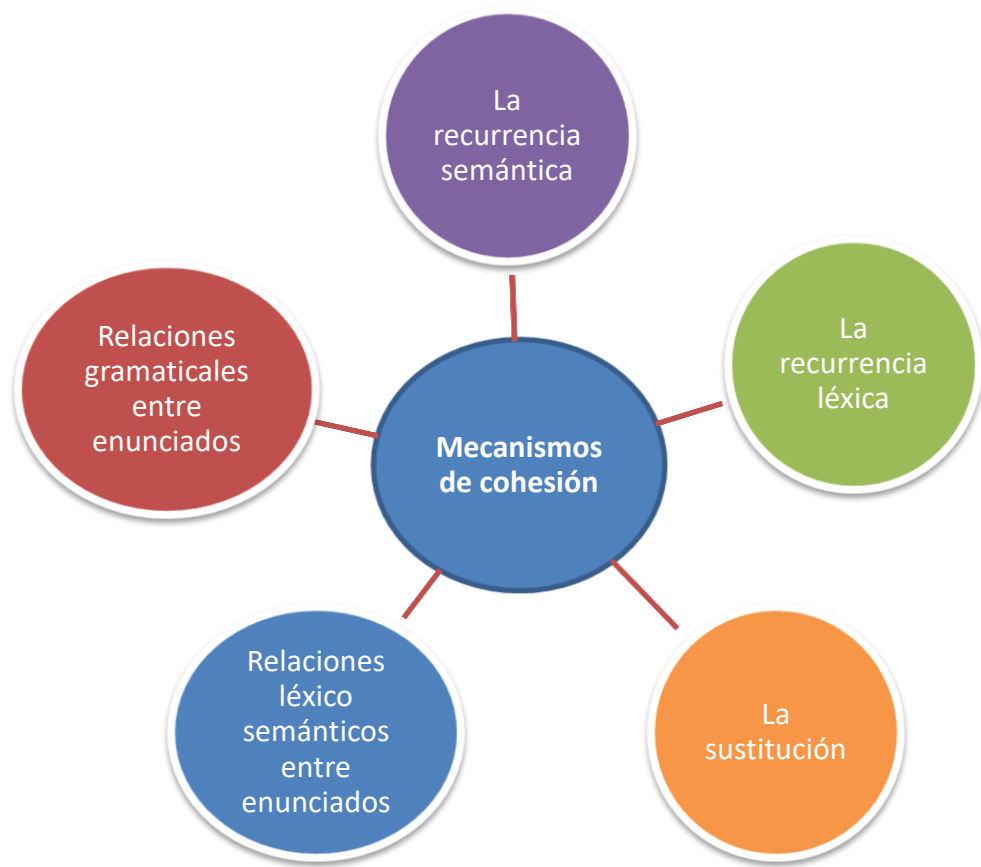 La
recurrencia
semántica
La
recurrencia
léxica
Relaciones
gramaticales
entre
enunciados
Mecanismos
de cohesión
Relaciones
léxico
semánticos
entre
enunciados
La
sustitución